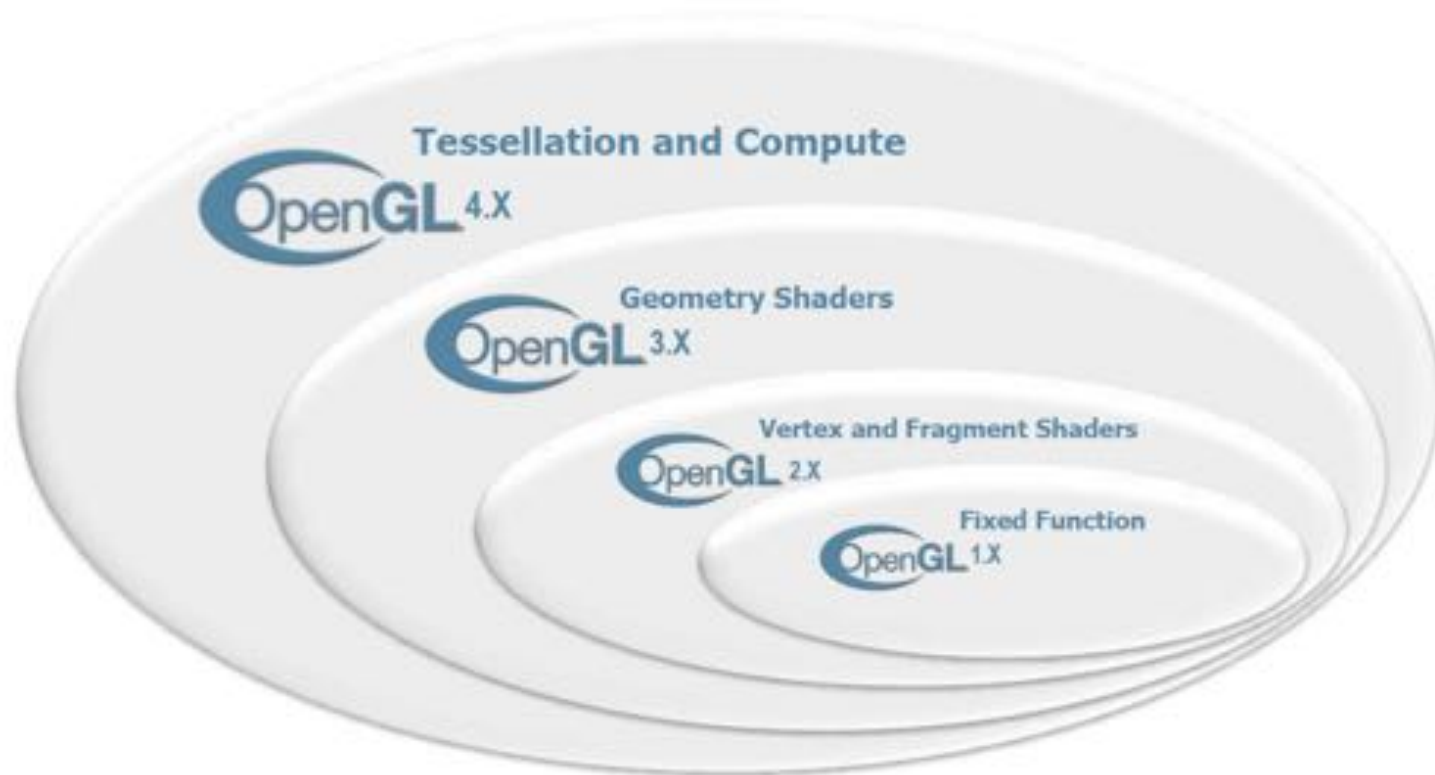 Tessellation and Compute
OpenGL 4.X
Geometry Shaders
OpenGL 3.X
Vertex and Fragment Shaders
OpenGL 2.X
Fixed Function
OpenGL 1.X